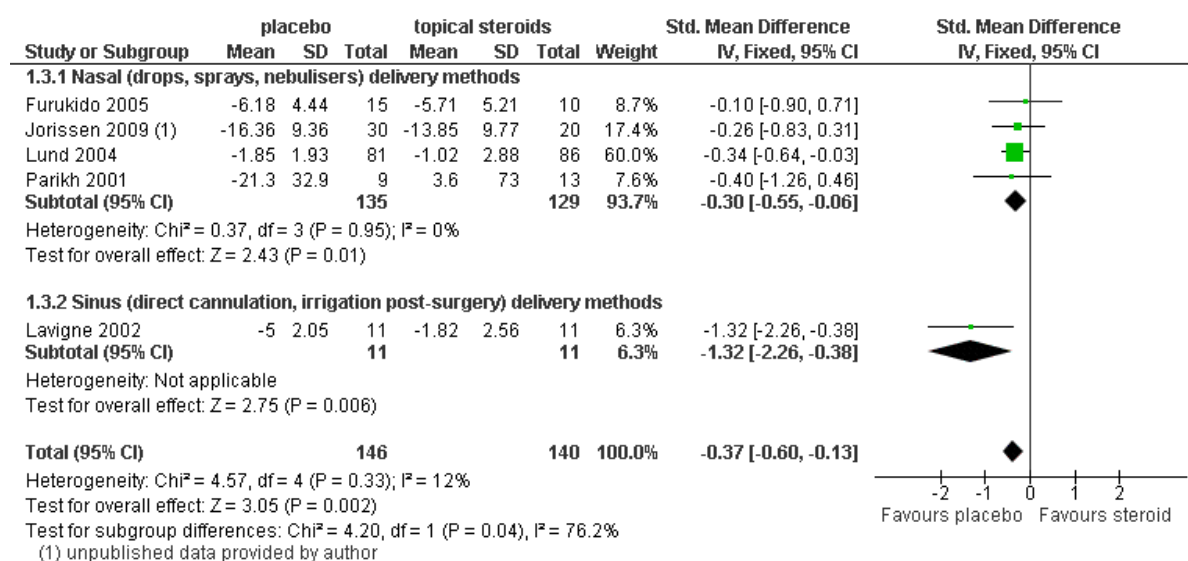 placebo topical steroids Std. Mean Difference Std. Mean Difference
Study or Subgroup Mean SD Total Mean SD Total Weight IV, Fixed, 95% CI IV, Fixed, 95% CI
1.3.1 Nasal (drops, sprays, nebulisers) delivery methods
Furukido 2005 -6.18 4.44 15 -5.71 5.21 10 8.7% -0.10 [-0.90, 0.71]
Jorissen 2009 (1) -16.36 9.36 30 -13.85 9.77 20 17.4% -0.26 [-0.83, 0.31]
Lund 2004 -1.85 1.93 81 -1.02 2.88 86 60.0% -0.34 [-0.64, -0.03]
Parikh 2001 -21.3 32.9 9 3.6 73 13 7.6% -0.40 [-1.26, 0.46]
Subtotal (95% CI) 135 129 93.7% -0.30 [-0.55, -0.06]
Heterogeneity: Chi² = 0.37, df = 3 (P = 0.95); I² = 0%
Test for overall effect: Z = 2.43 (P = 0.01)
1.3.2 Sinus (direct cannulation, irrigation post-surgery) delivery methods
Lavigne 2002 -5 2.05 11 -1.82 2.56 11 6.3% -1.32 [-2.26, -0.38]
Subtotal (95% CI) 11 11 6.3% -1.32 [-2.26, -0.38]
Heterogeneity: Not applicable
Test for overall effect: Z = 2.75 (P = 0.006)
Total (95% CI) 146 140 100.0% -0.37 [-0.60, -0.13]
Heterogeneity: Chi² = 4.57, df = 4 (P = 0.33); I² = 12%
Test for overall effect: Z = 3.05 (P = 0.002)
Test for subgroup differences: Chi² = 4.20, df = 1 (P = 0.04), I² = 76.2%
(1) unpublished data provided by author
-2 -1 0 1 2
Favours placebo Favours steroid